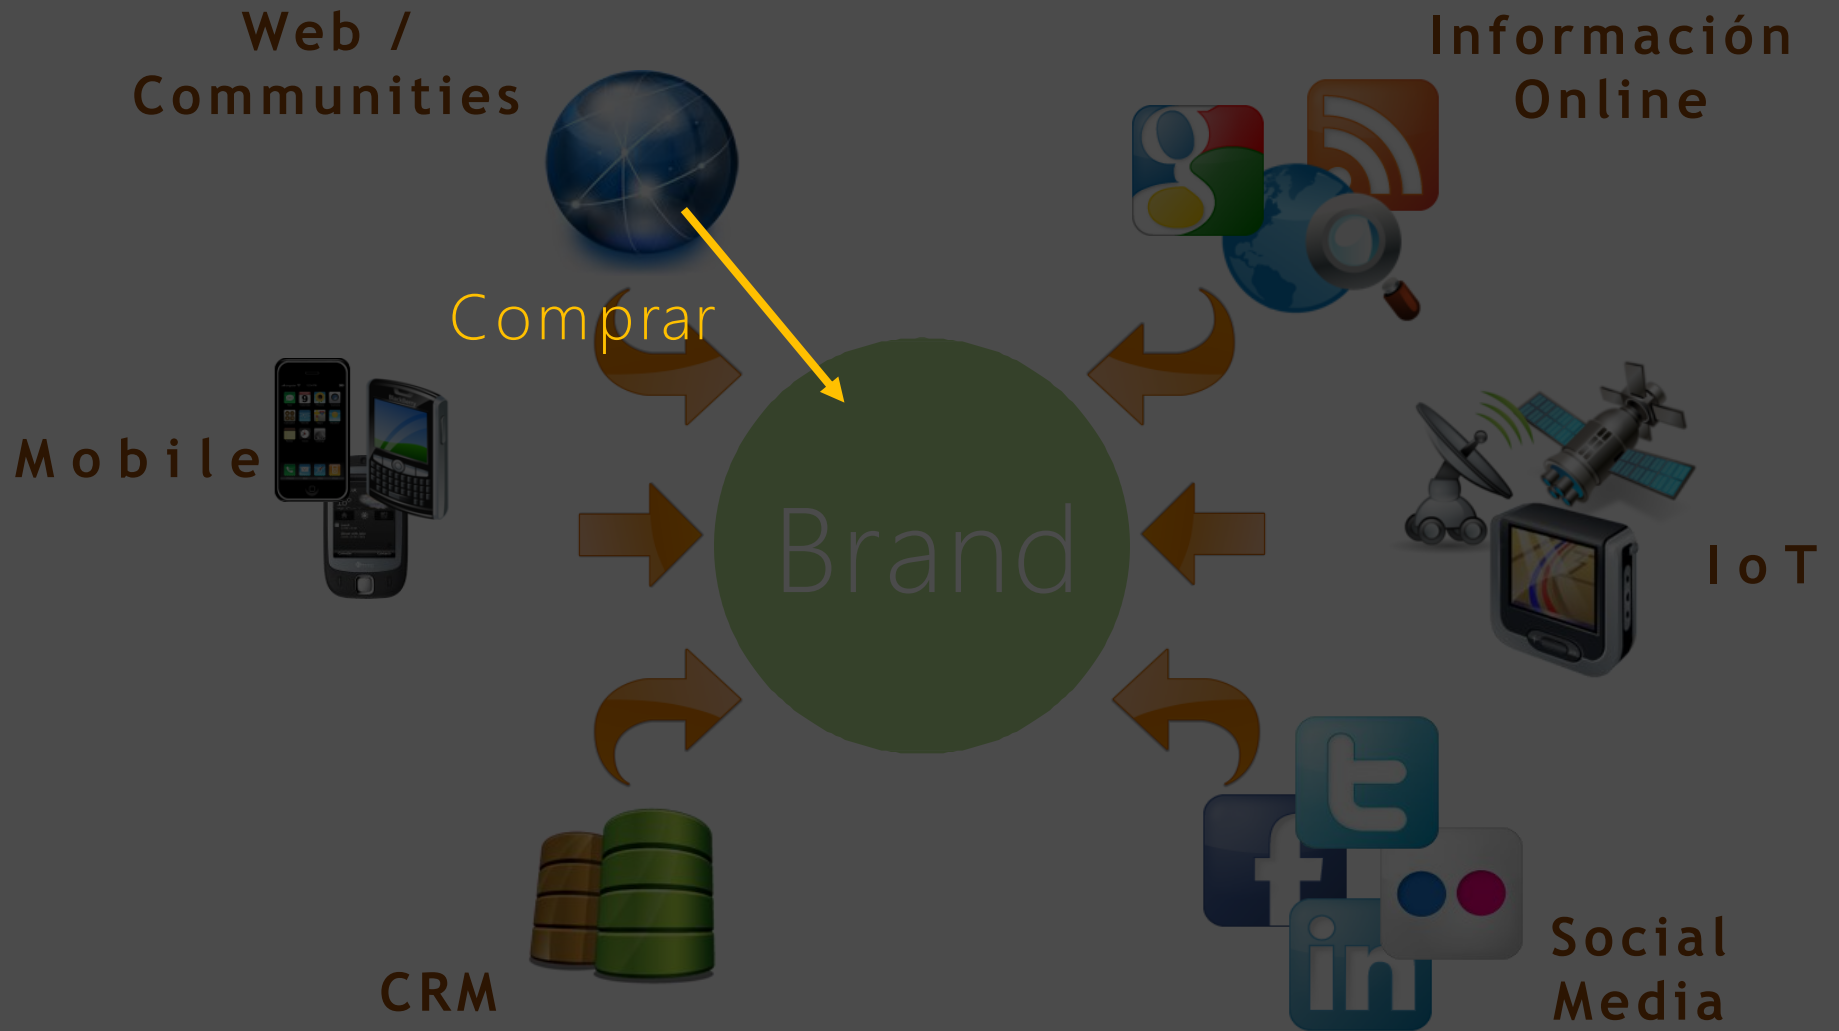 Web /
Communities
Información
Online
Comprar
Mobile
Brand
IoT
CRM
Social
Media